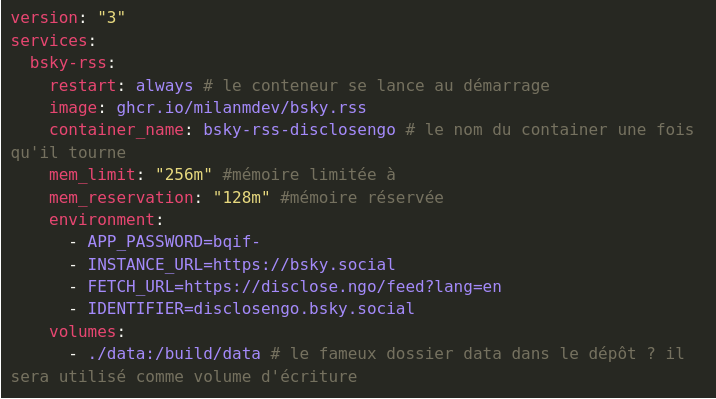 version: "3"
services:
  bsky-rss:
    restart: always # le conteneur se lance au démarrage
    image: ghcr.io/milanmdev/bsky.rss
    container_name: bsky-rss-disclosengo # le nom du container une fois
qu'il tourne
    mem_limit: "256m" #mémoire limitée à
    mem_reservation: "128m" #mémoire réservée
    environment:
      - APP_PASSWORD=bqif-
      - INSTANCE_URL=https://bsky.social
      - FETCH_URL=https://disclose.ngo/feed?lang=en
      - IDENTIFIER=disclosengo.bsky.social
    volumes:
      - ./data:/build/data # le fameux dossier data dans le dépôt ? il
sera utilisé comme volume d'écriture